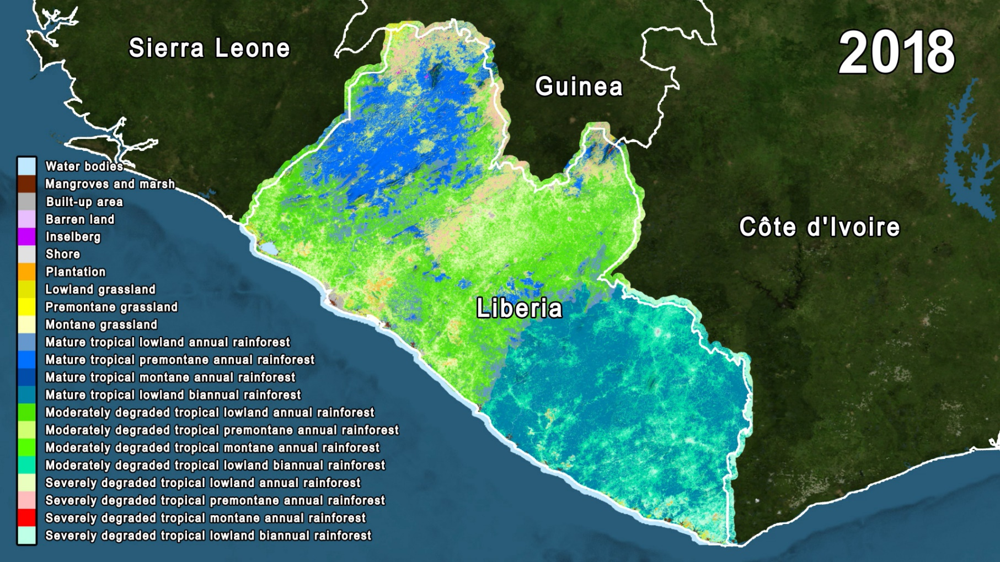 Sierra Leone
2018
Guinea
Côte d'Ivoire
Liberia
Water bodies
Mangroves and marsh
Built-up area
Barren land
Inselberg
Shore
Plantation
Lowland grassland
Premontane grassland
Montane grassland
Mature tropical lowland annual rainforest
Mature tropical premontane annual rainforest
Mature tropical montane annual rainforest
Mature tropical lowland biannual rainforest
Moderately degraded tropical lowland annual rainforest
Moderately degraded tropical premontane annual rainforest
Moderately degraded tropical montane annual rainforest
Moderately degraded tropical lowland biannual rainforest
Severely degraded tropical lowland annual rainforest
Severely degraded tropical premontane annual rainforest
Severely degraded tropical montane annual rainforest
Severely degraded tropical lowland biannual rainforest